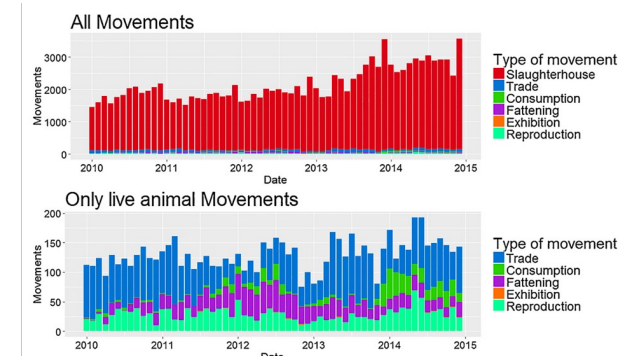 All Movements
Movements
3000
2000
1000
0
2010
2011
2012
2013
2014
2015
Date
Type of movement
Slaughterhouse
Trade
Consumption
Fattening
Exhibition
Reproduction
Only live animal Movements
Movements
200
150
100
50
0
2010
2011
2012
2013
2014
2015
Date
Type of movement
Trade
Consumption
Fattening
Exhibition
Reproduction